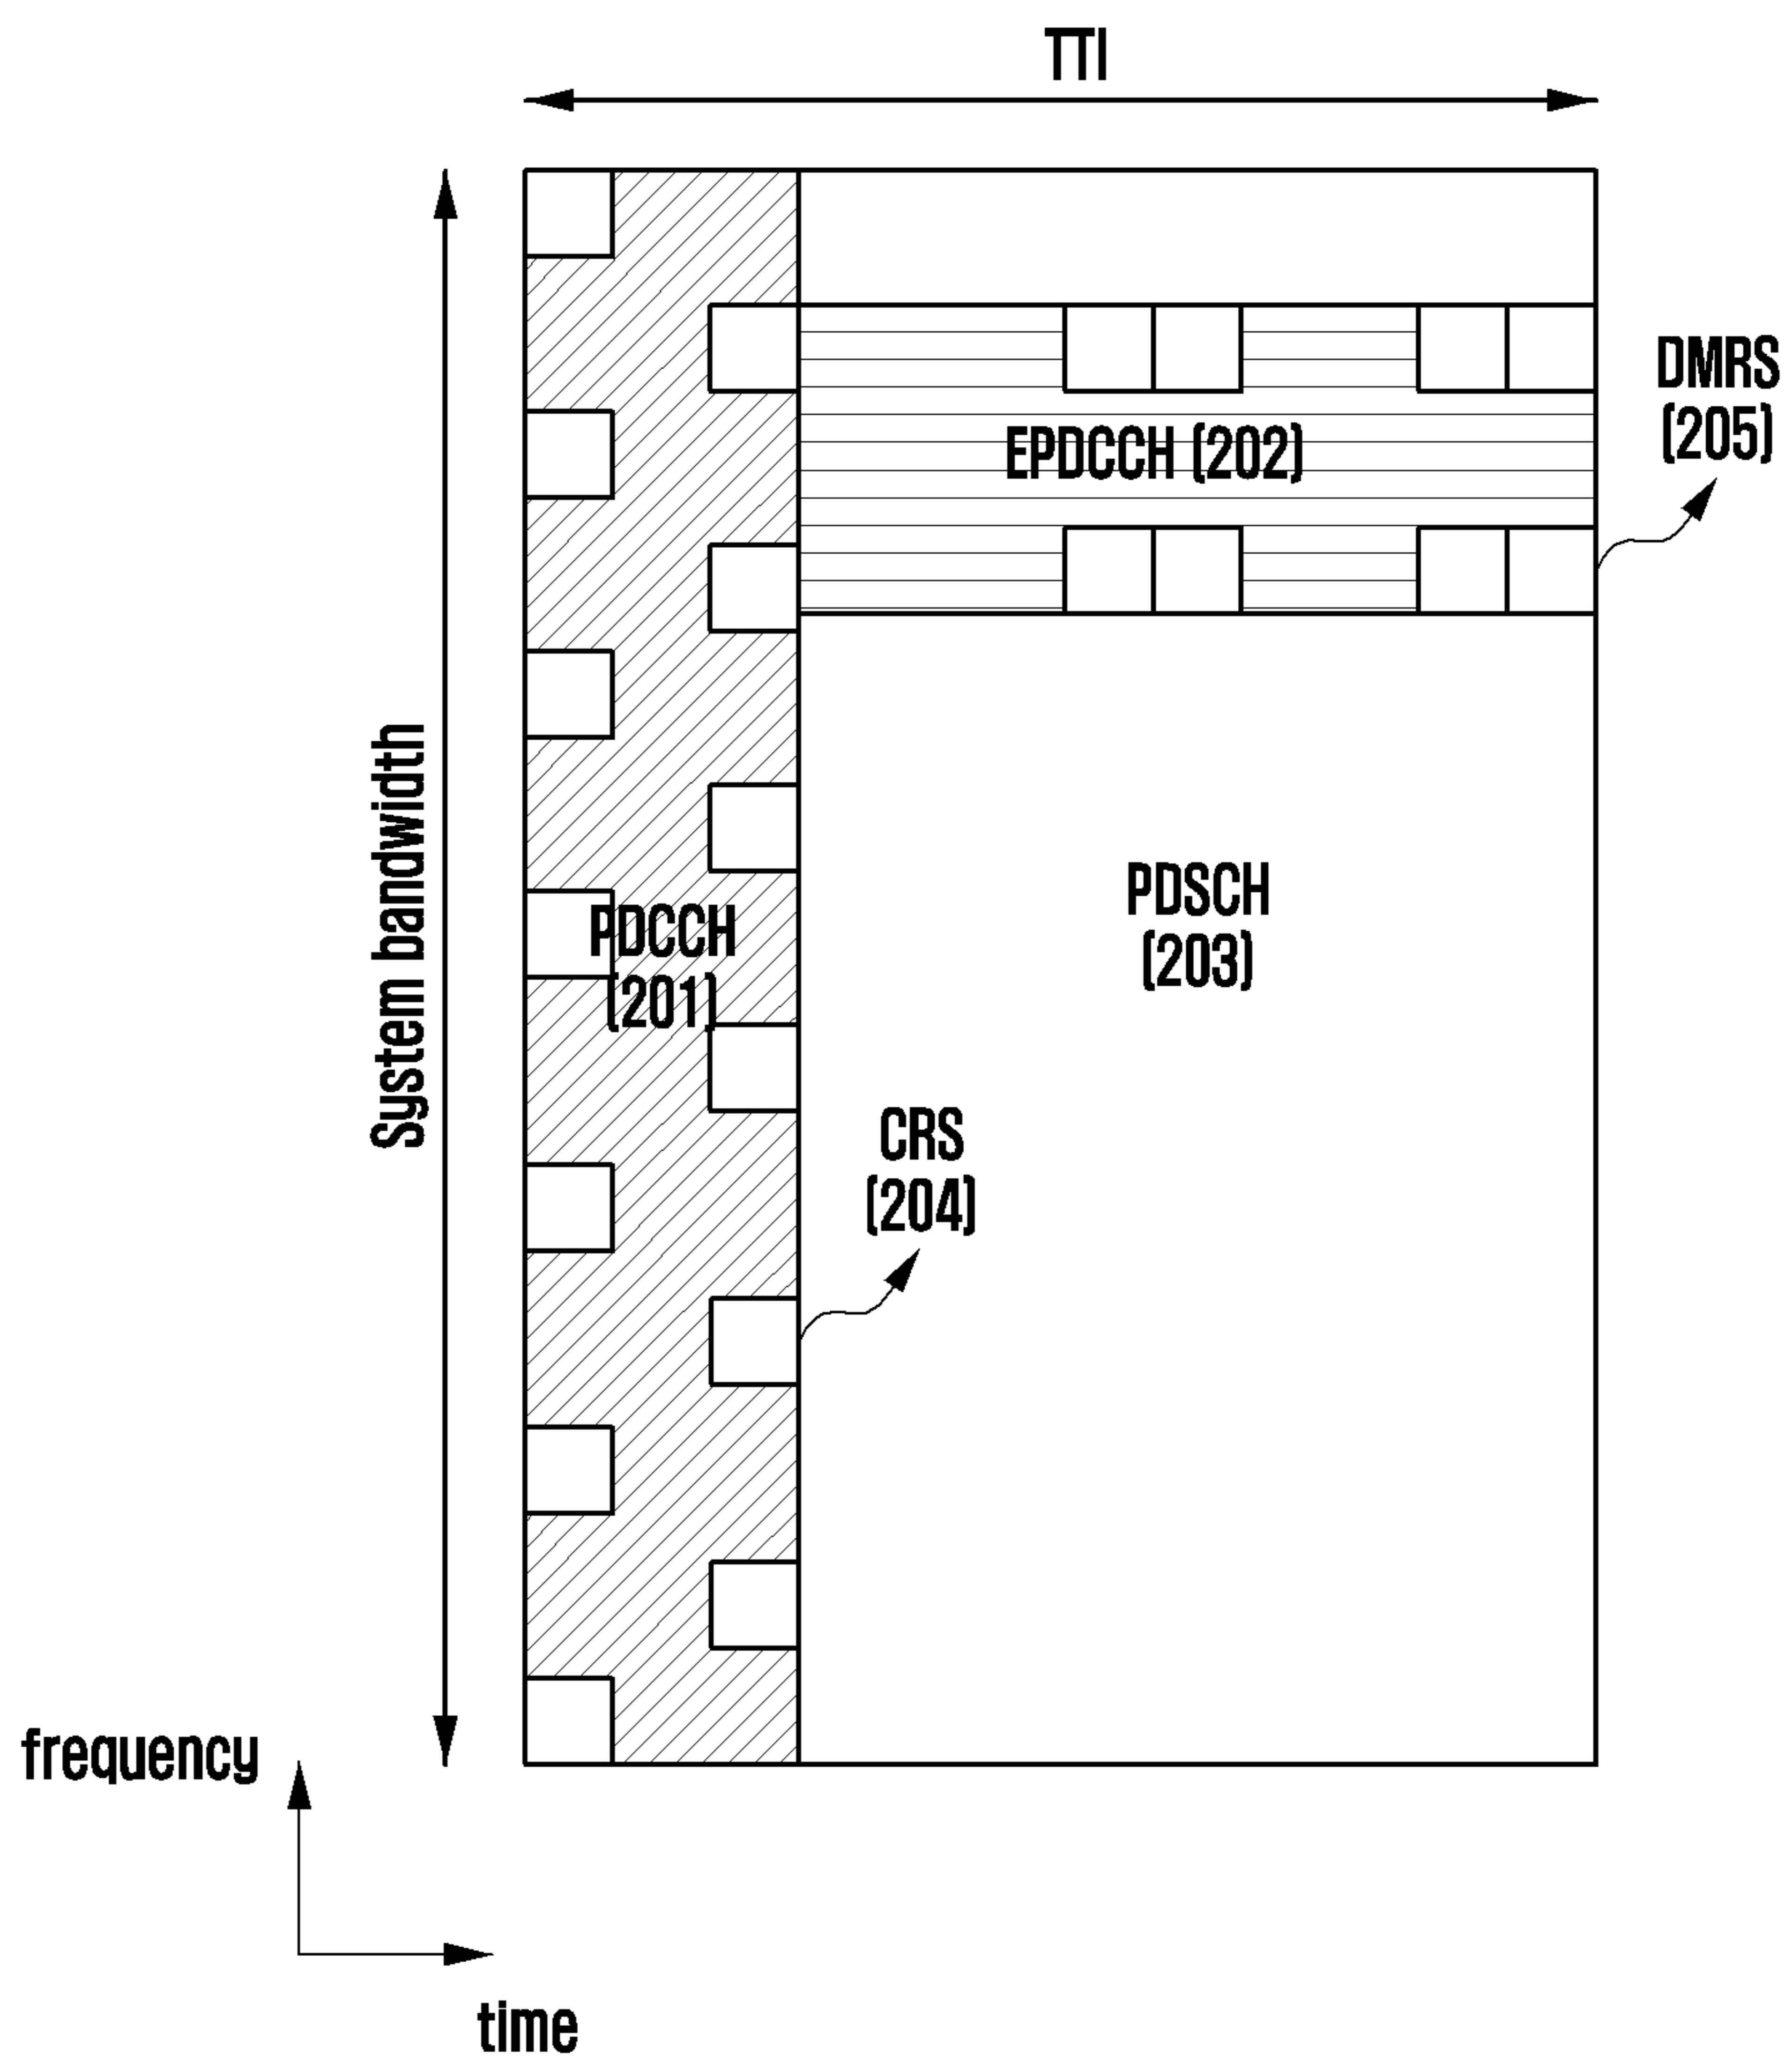 TTI
DMRS
(205)
EPDCCH (202)
System bandwidth
PDCCH
(201)
PDSCH
(203)
CRS
(204)
frequency
time